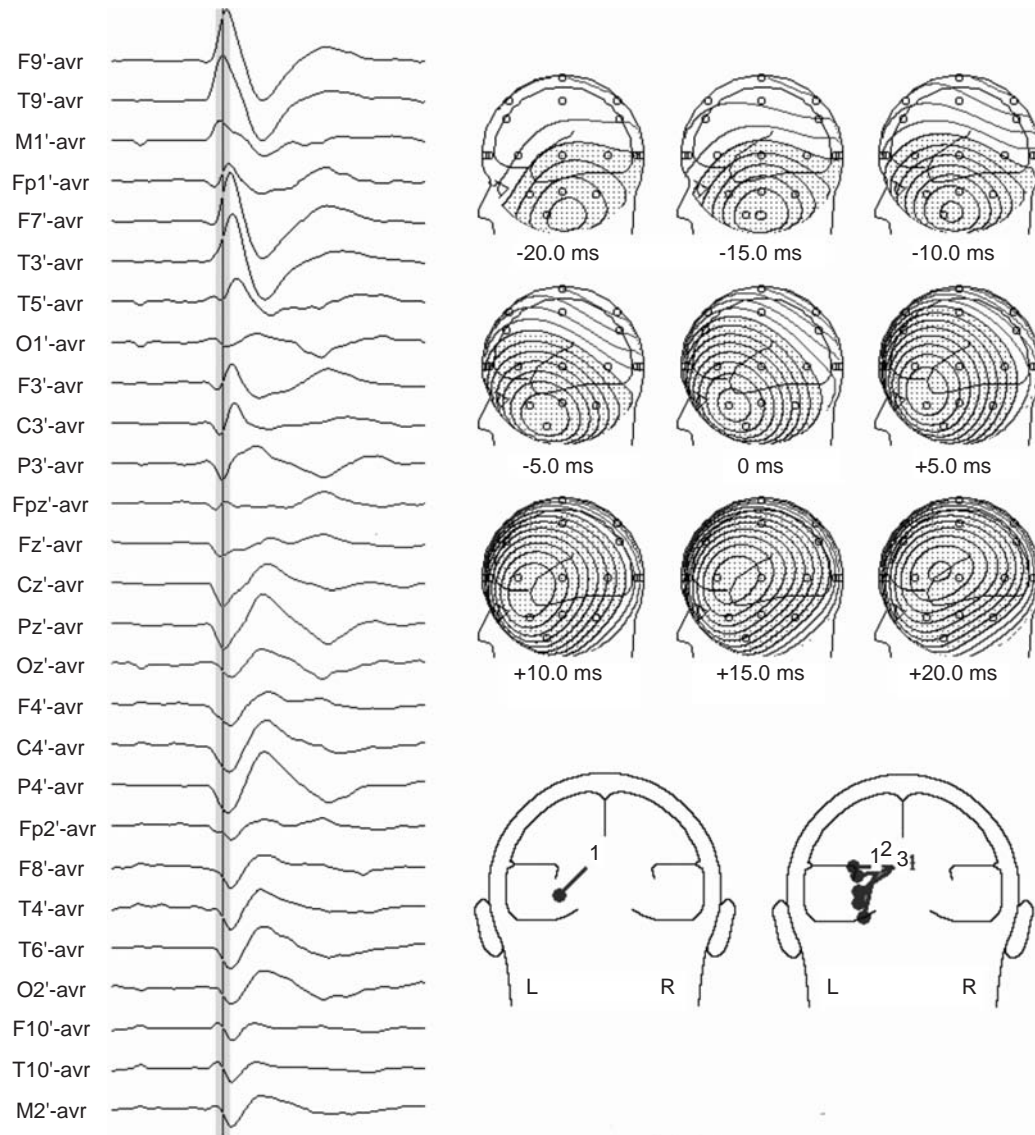 F9'-avr
T9'-avr
M1'-avr
Fp1'-avr
F7'-avr
T3'-avr
T5'-avr
O1'-avr
F3'-avr
C3'-avr
P3'-avr
Fpz'-avr
Fz'-avr
Cz'-avr
Pz'-avr
Oz'-avr
F4'-avr
C4'-avr
P4'-avr
Fp2'-avr
F8'-avr
T4'-avr
T6'-avr
O2'-avr
F10'-avr
T10'-avr
M2'-avr
-20.0 ms -15.0 ms -10.0 ms
-5.0 ms 0 ms +5.0 ms
+10.0 ms +15.0 ms +20.0 ms
1
L R
1 2 3
L R